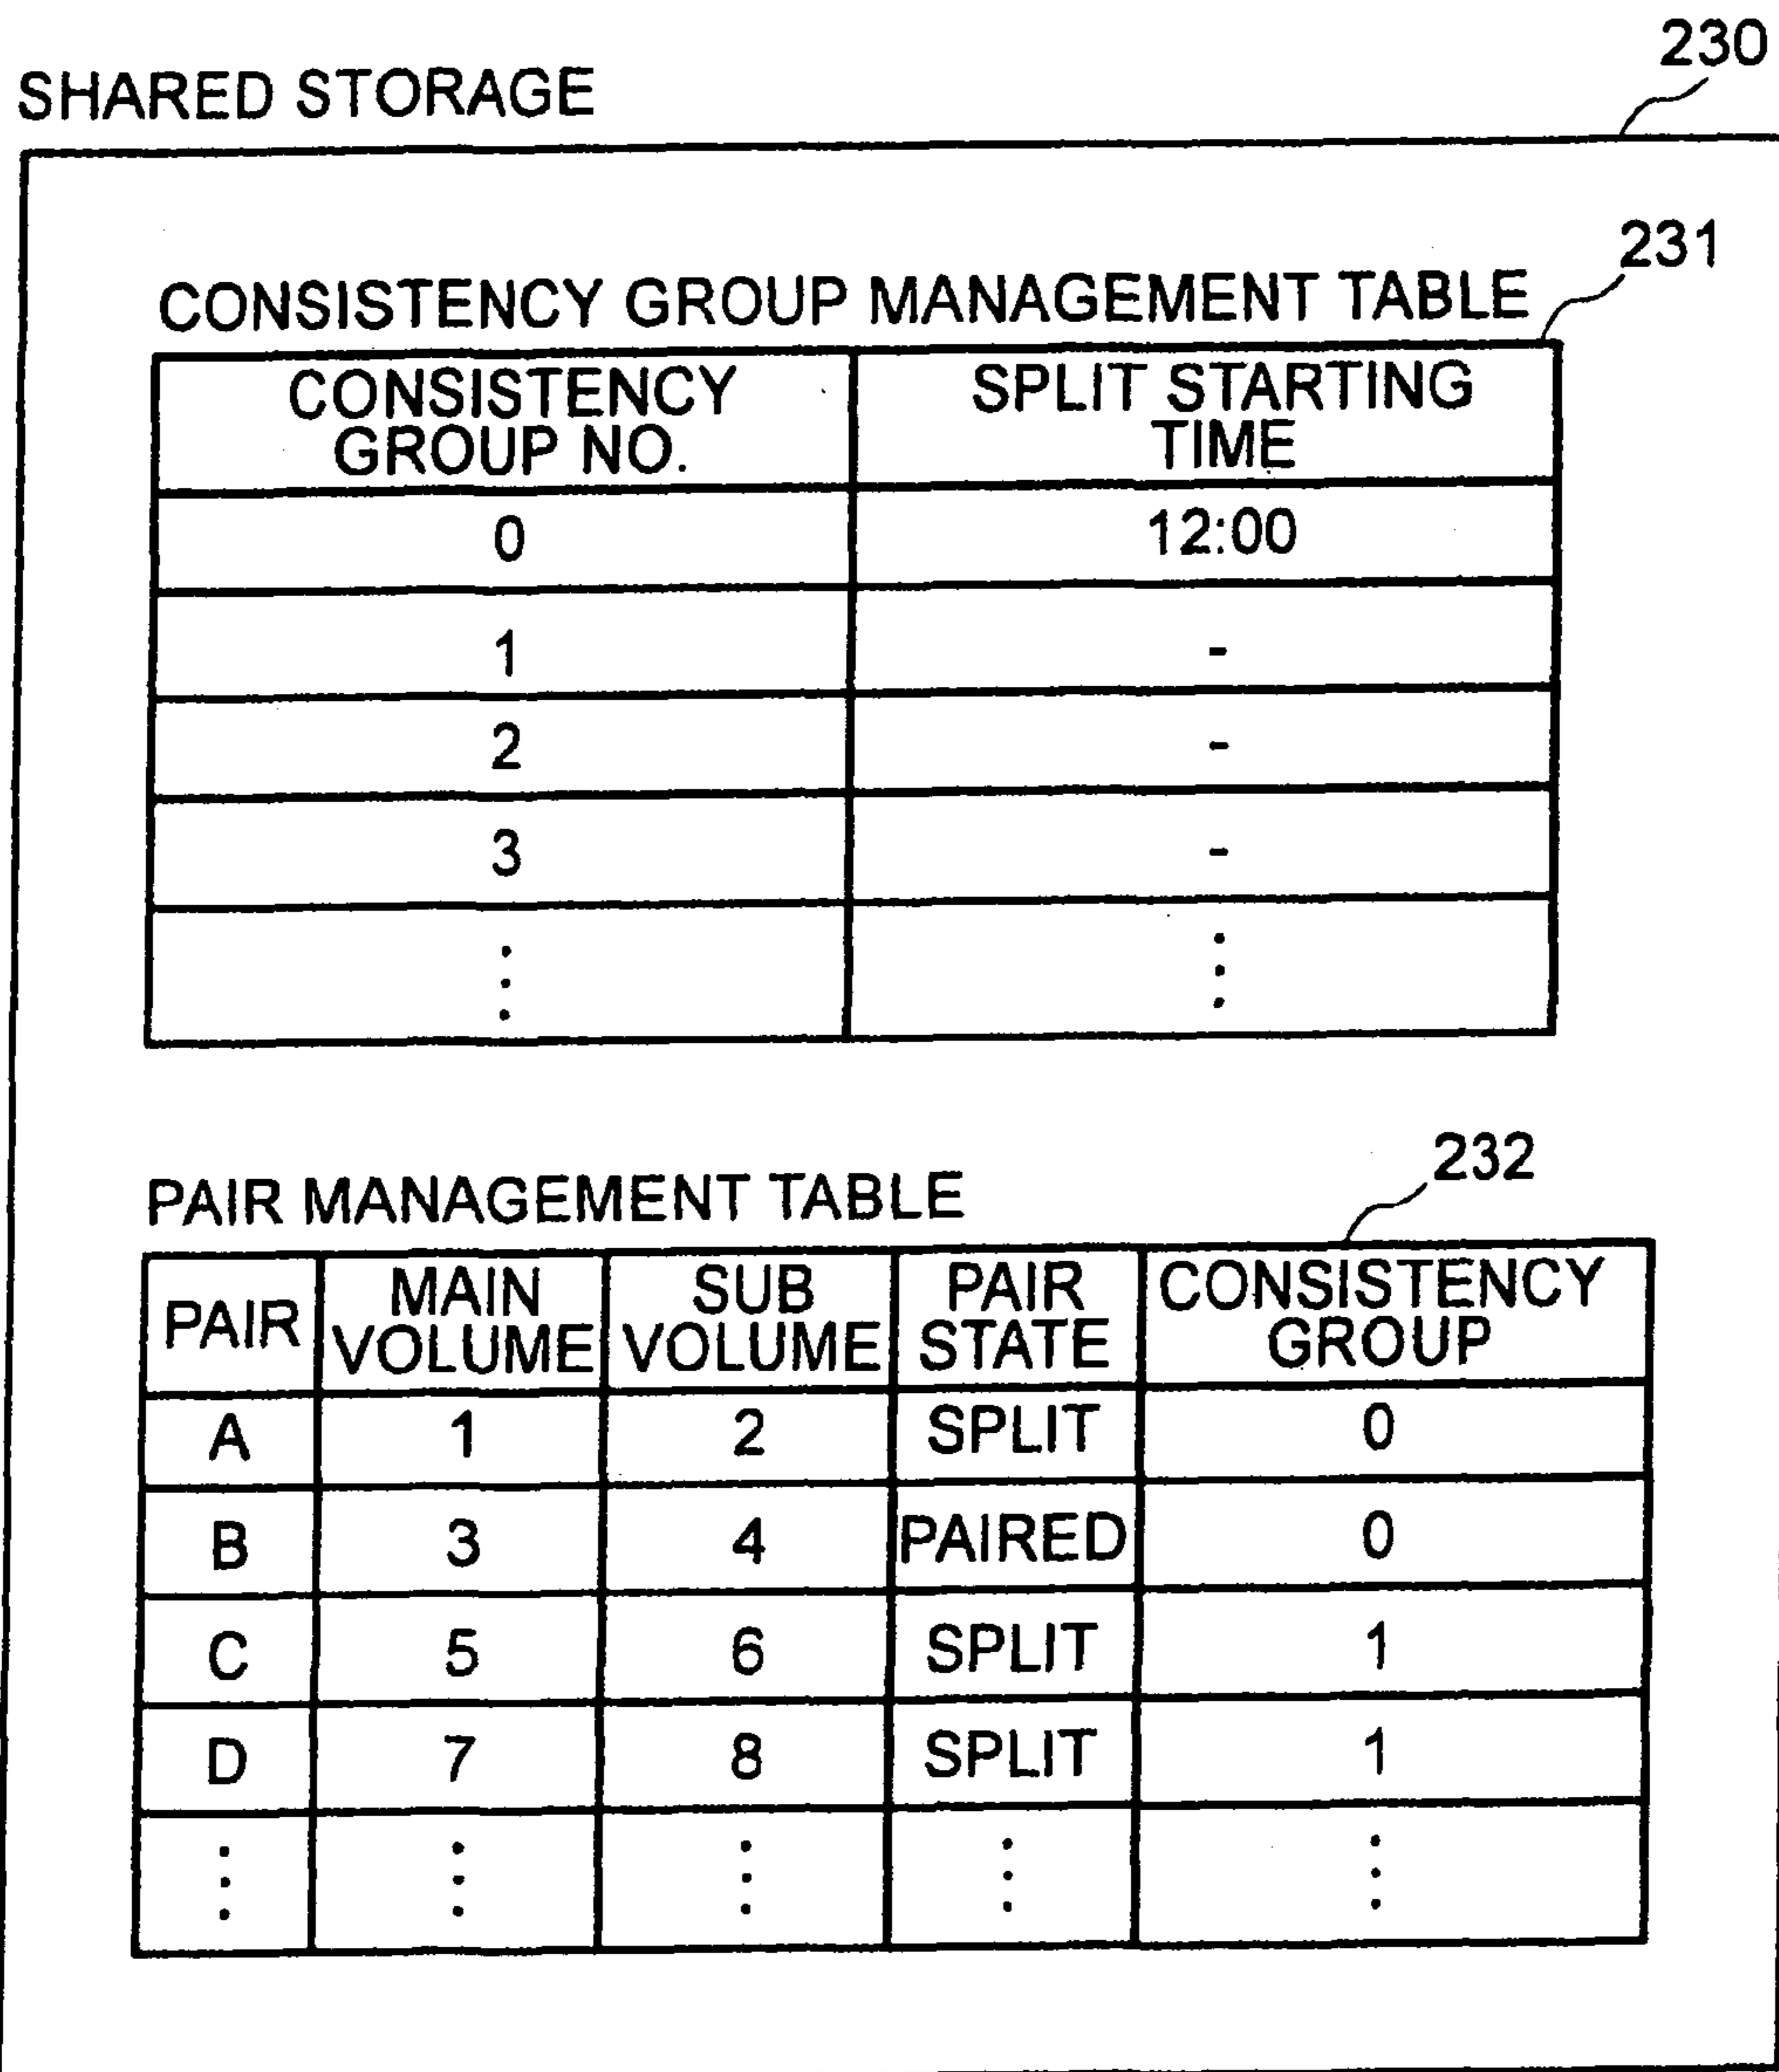 230
SHARED STORAGE
231
CONSISTENCY GROUP MANAGEMENT TABLE
CONSISTENCY GROUP NO. SPLIT STARTING TIME
0 12:00
1 -
2 -
3 -
⋮ ⋮
232
PAIR MANAGEMENT TABLE
PAIR MAIN VOLUME SUB VOLUME PAIR STATE CONSISTENCY GROUP
A 1 2 SPLIT 0
B 3 4 PAIRED 0
C 5 6 SPLIT 1
D 7 8 SPLIT 1
⋮ ⋮ ⋮ ⋮ ⋮